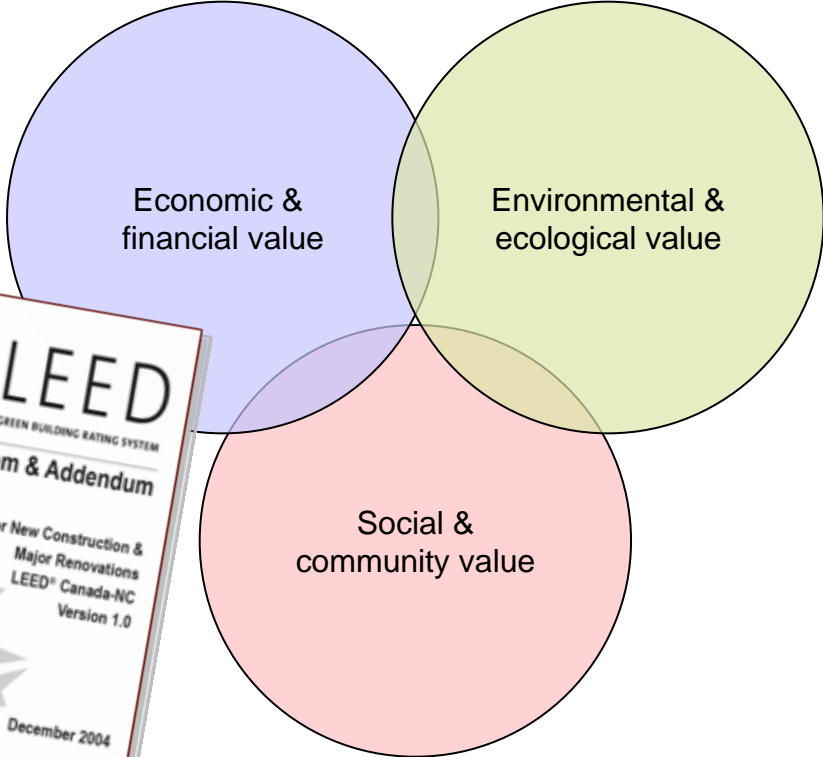 Economic &
financial value
Environmental &
ecological value
LEED
GREEN BUILDING RATING SYSTEM
& Addendum
New Construction &
Major Renovations
LEED® Canada-NC
Version 1.0
December 2004
Social &
community value